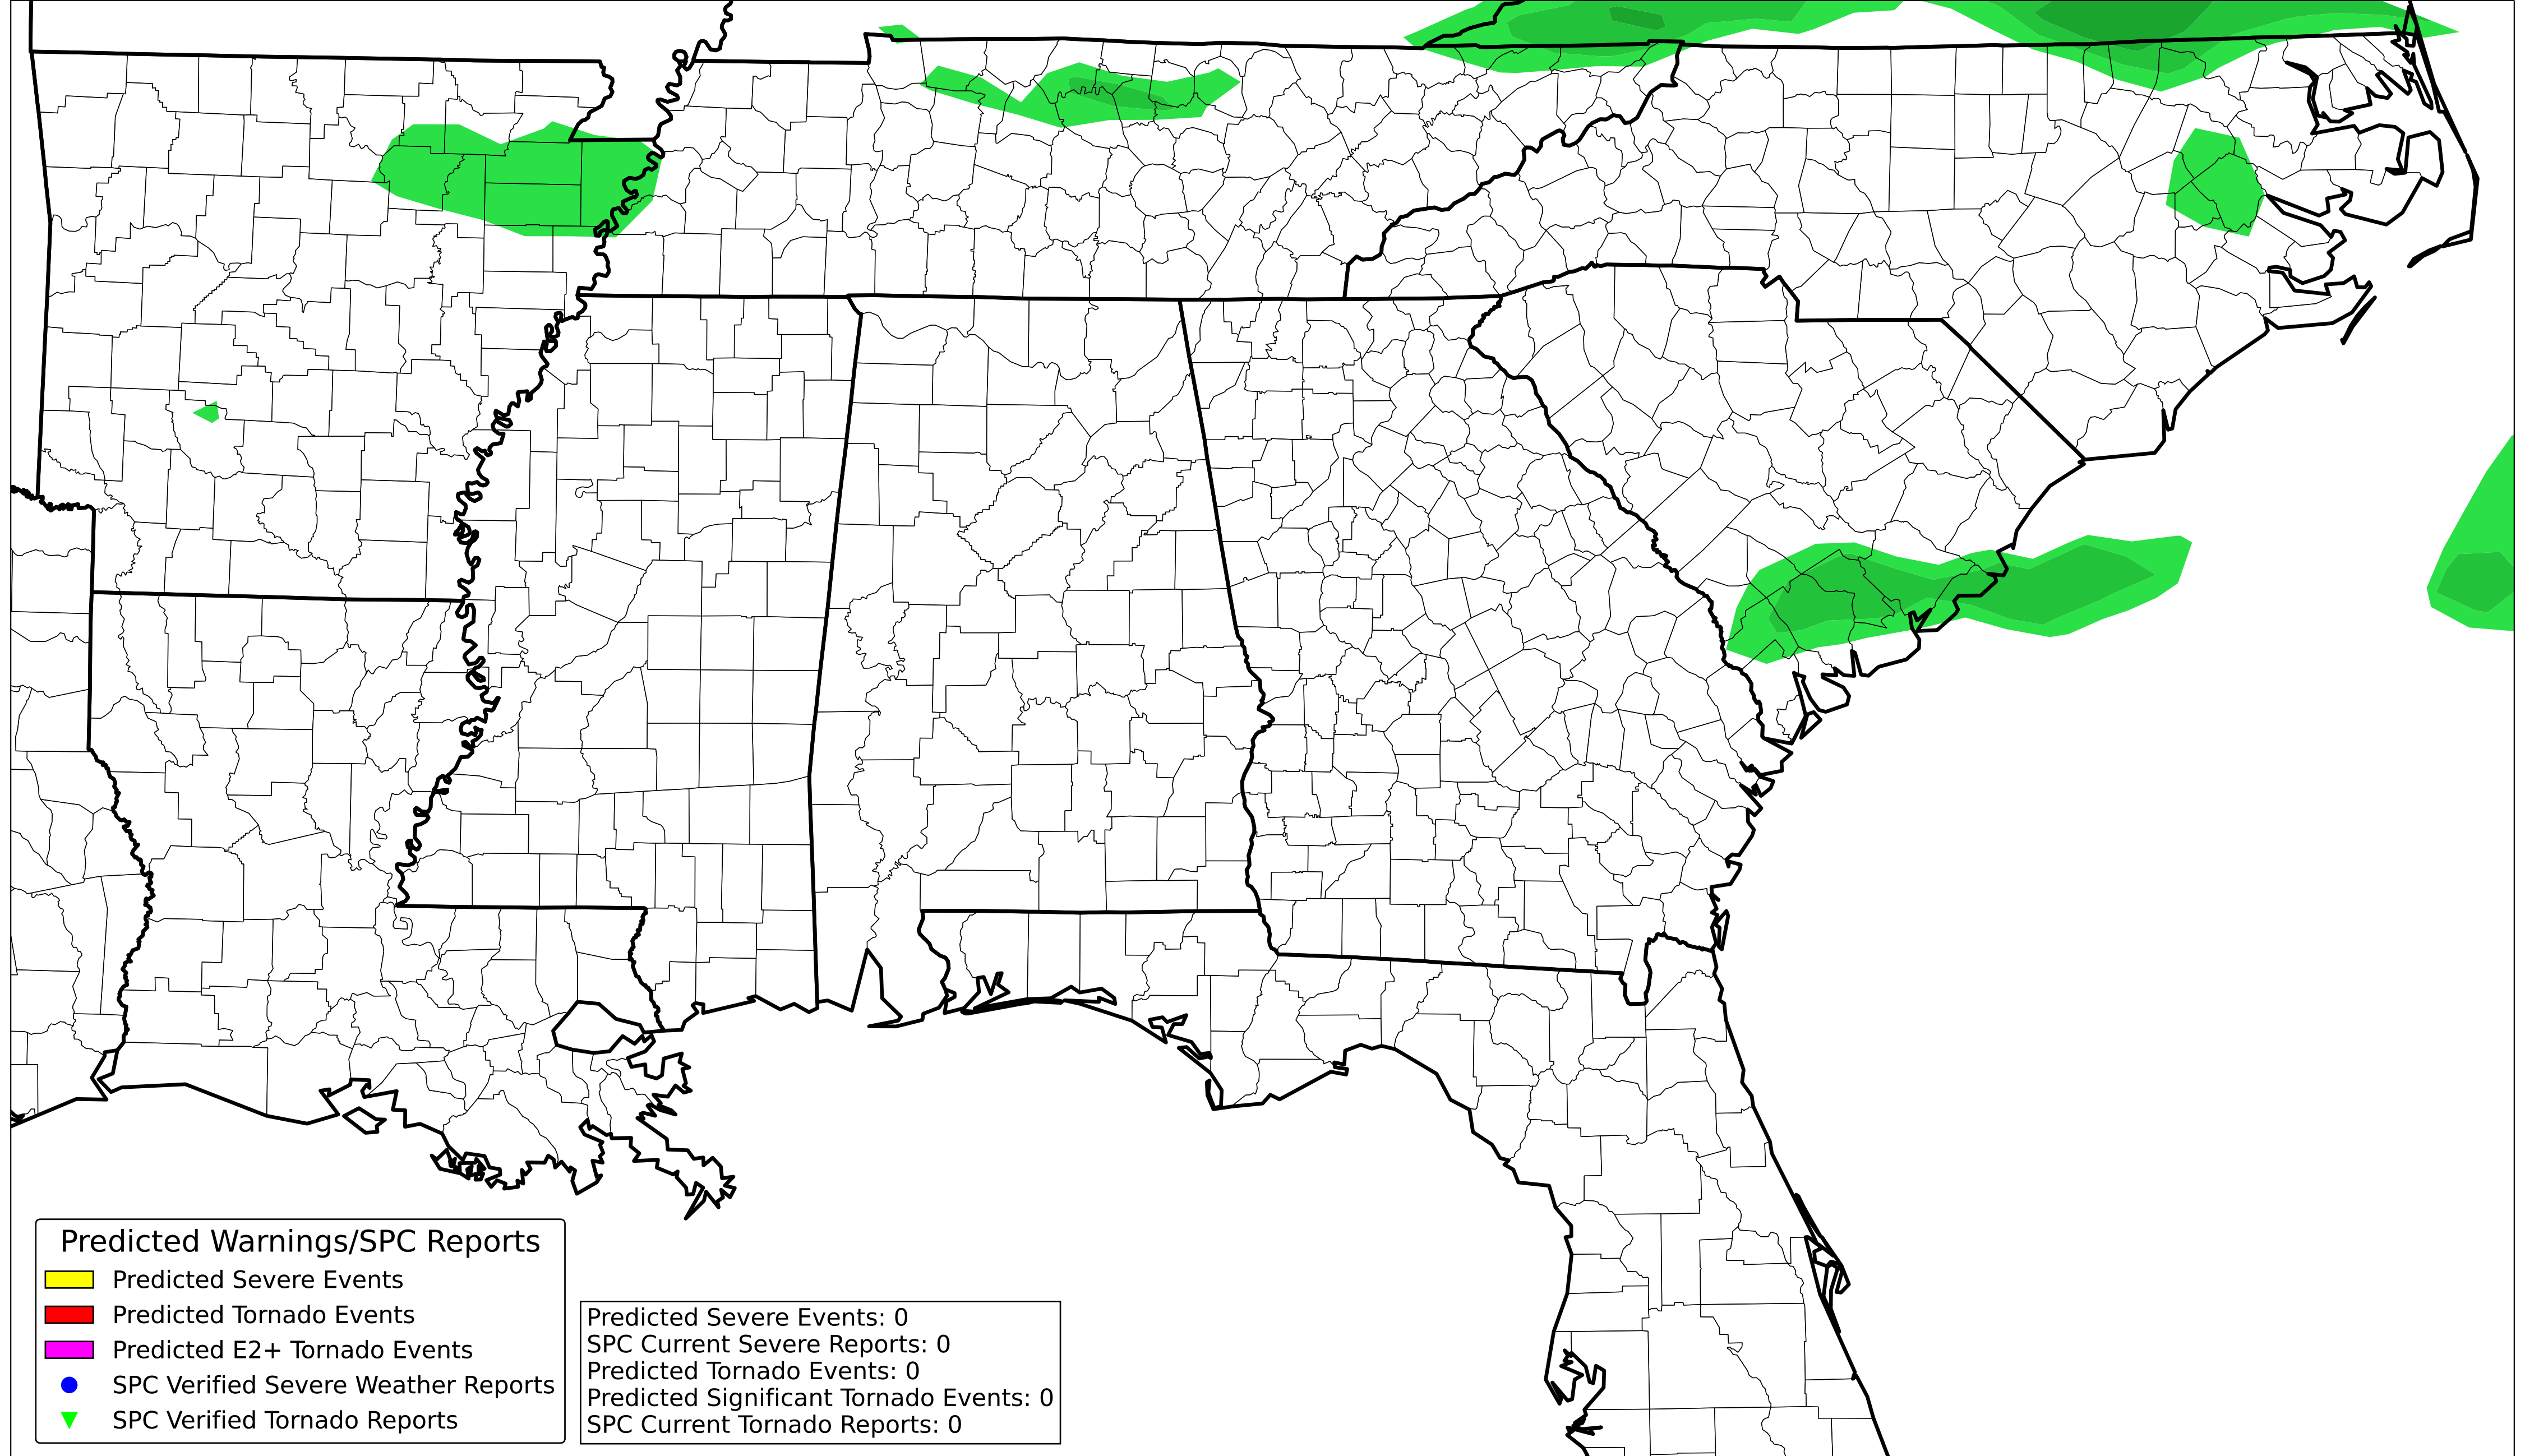 Predicted Warnings/SPC Reports
Predicted Severe Events
Predicted Tornado Events
Predicted E2+ Tornado Events
SPC Verified Severe Weather Reports
SPC Verified Tornado Reports
Predicted Severe Events: 0
SPC Current Severe Reports: 0
Predicted Tornado Events: 0
Predicted Significant Tornado Events: 0
SPC Current Tornado Reports: 0